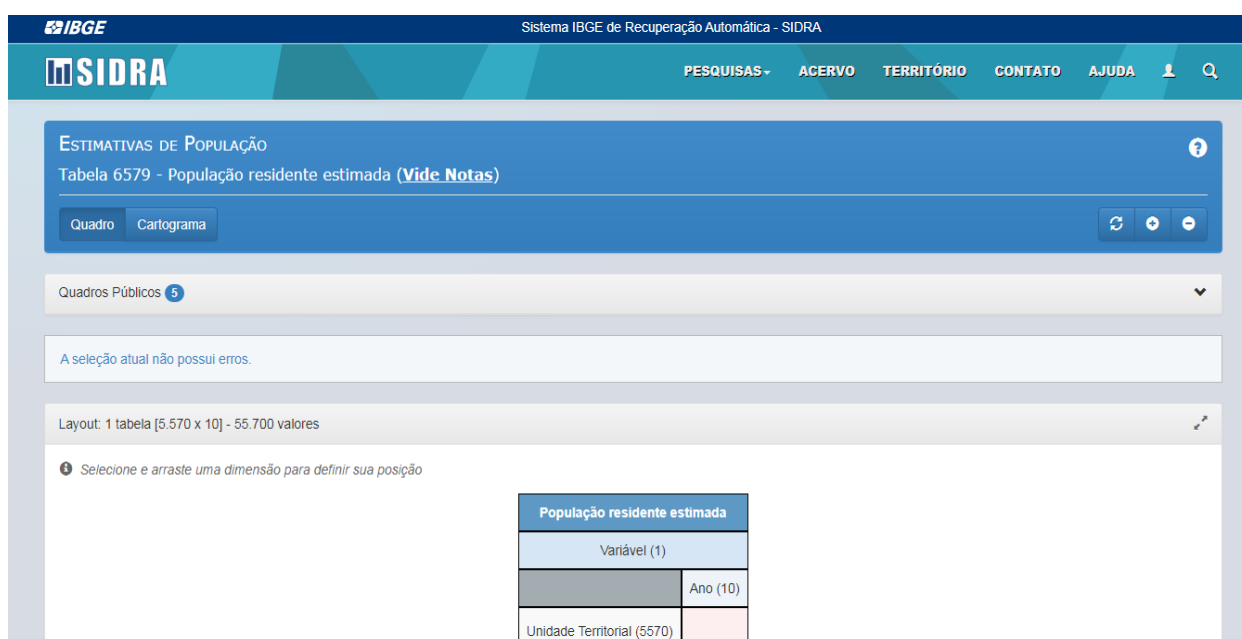 IBGE
Sistema IBGE de Recuperação Automática - SIDRA
SIDRA
PESQUISAS
ACERVO
TERRITÓRIO
CONTATO
AJUDA
Estimativas de População
Tabela 6579 - População residente estimada (Vide Notas)
Quadro
Cartograma
Quadros Públicos 5
A seleção atual não possui erros.
Layout: 1 tabela [5.570 x 10] - 55.700 valores
Selecione e arraste uma dimensão para definir sua posição
População residente estimada
Variável (1)
Ano (10)
Unidade Territorial (5570)